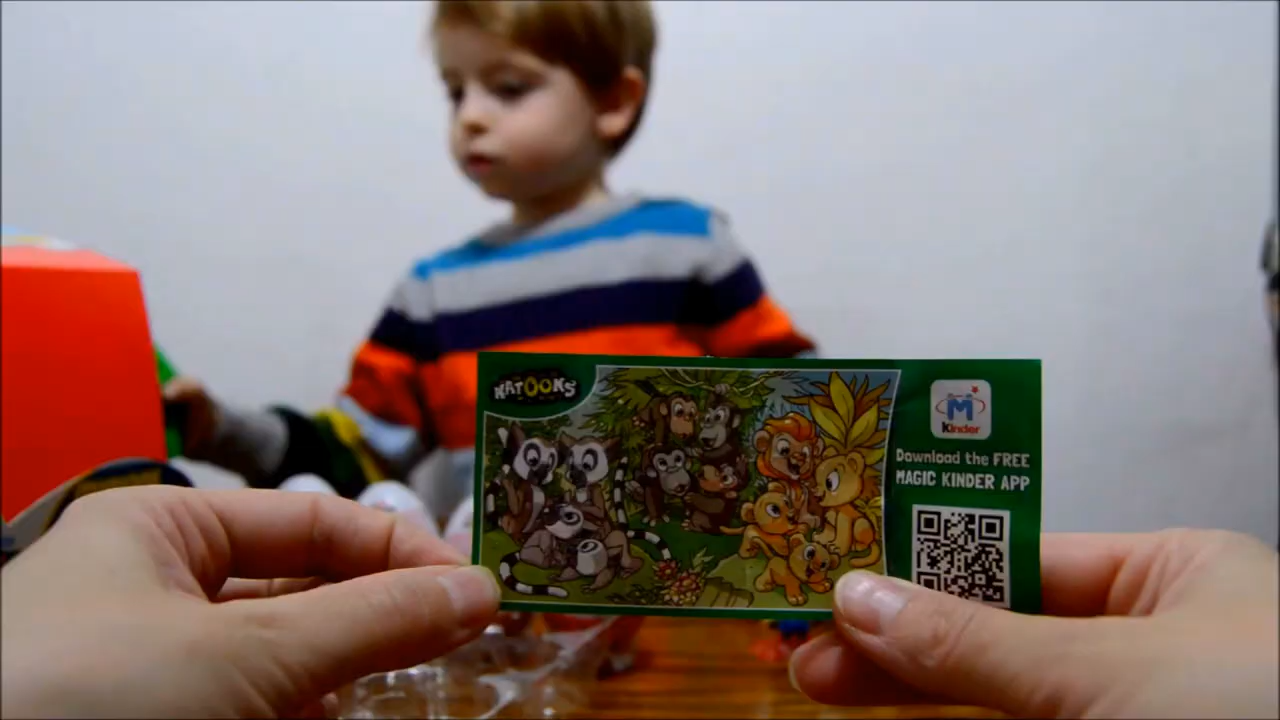 KATOOKS
M
Kinder
Download the FREE
MAGIC KINDER APP